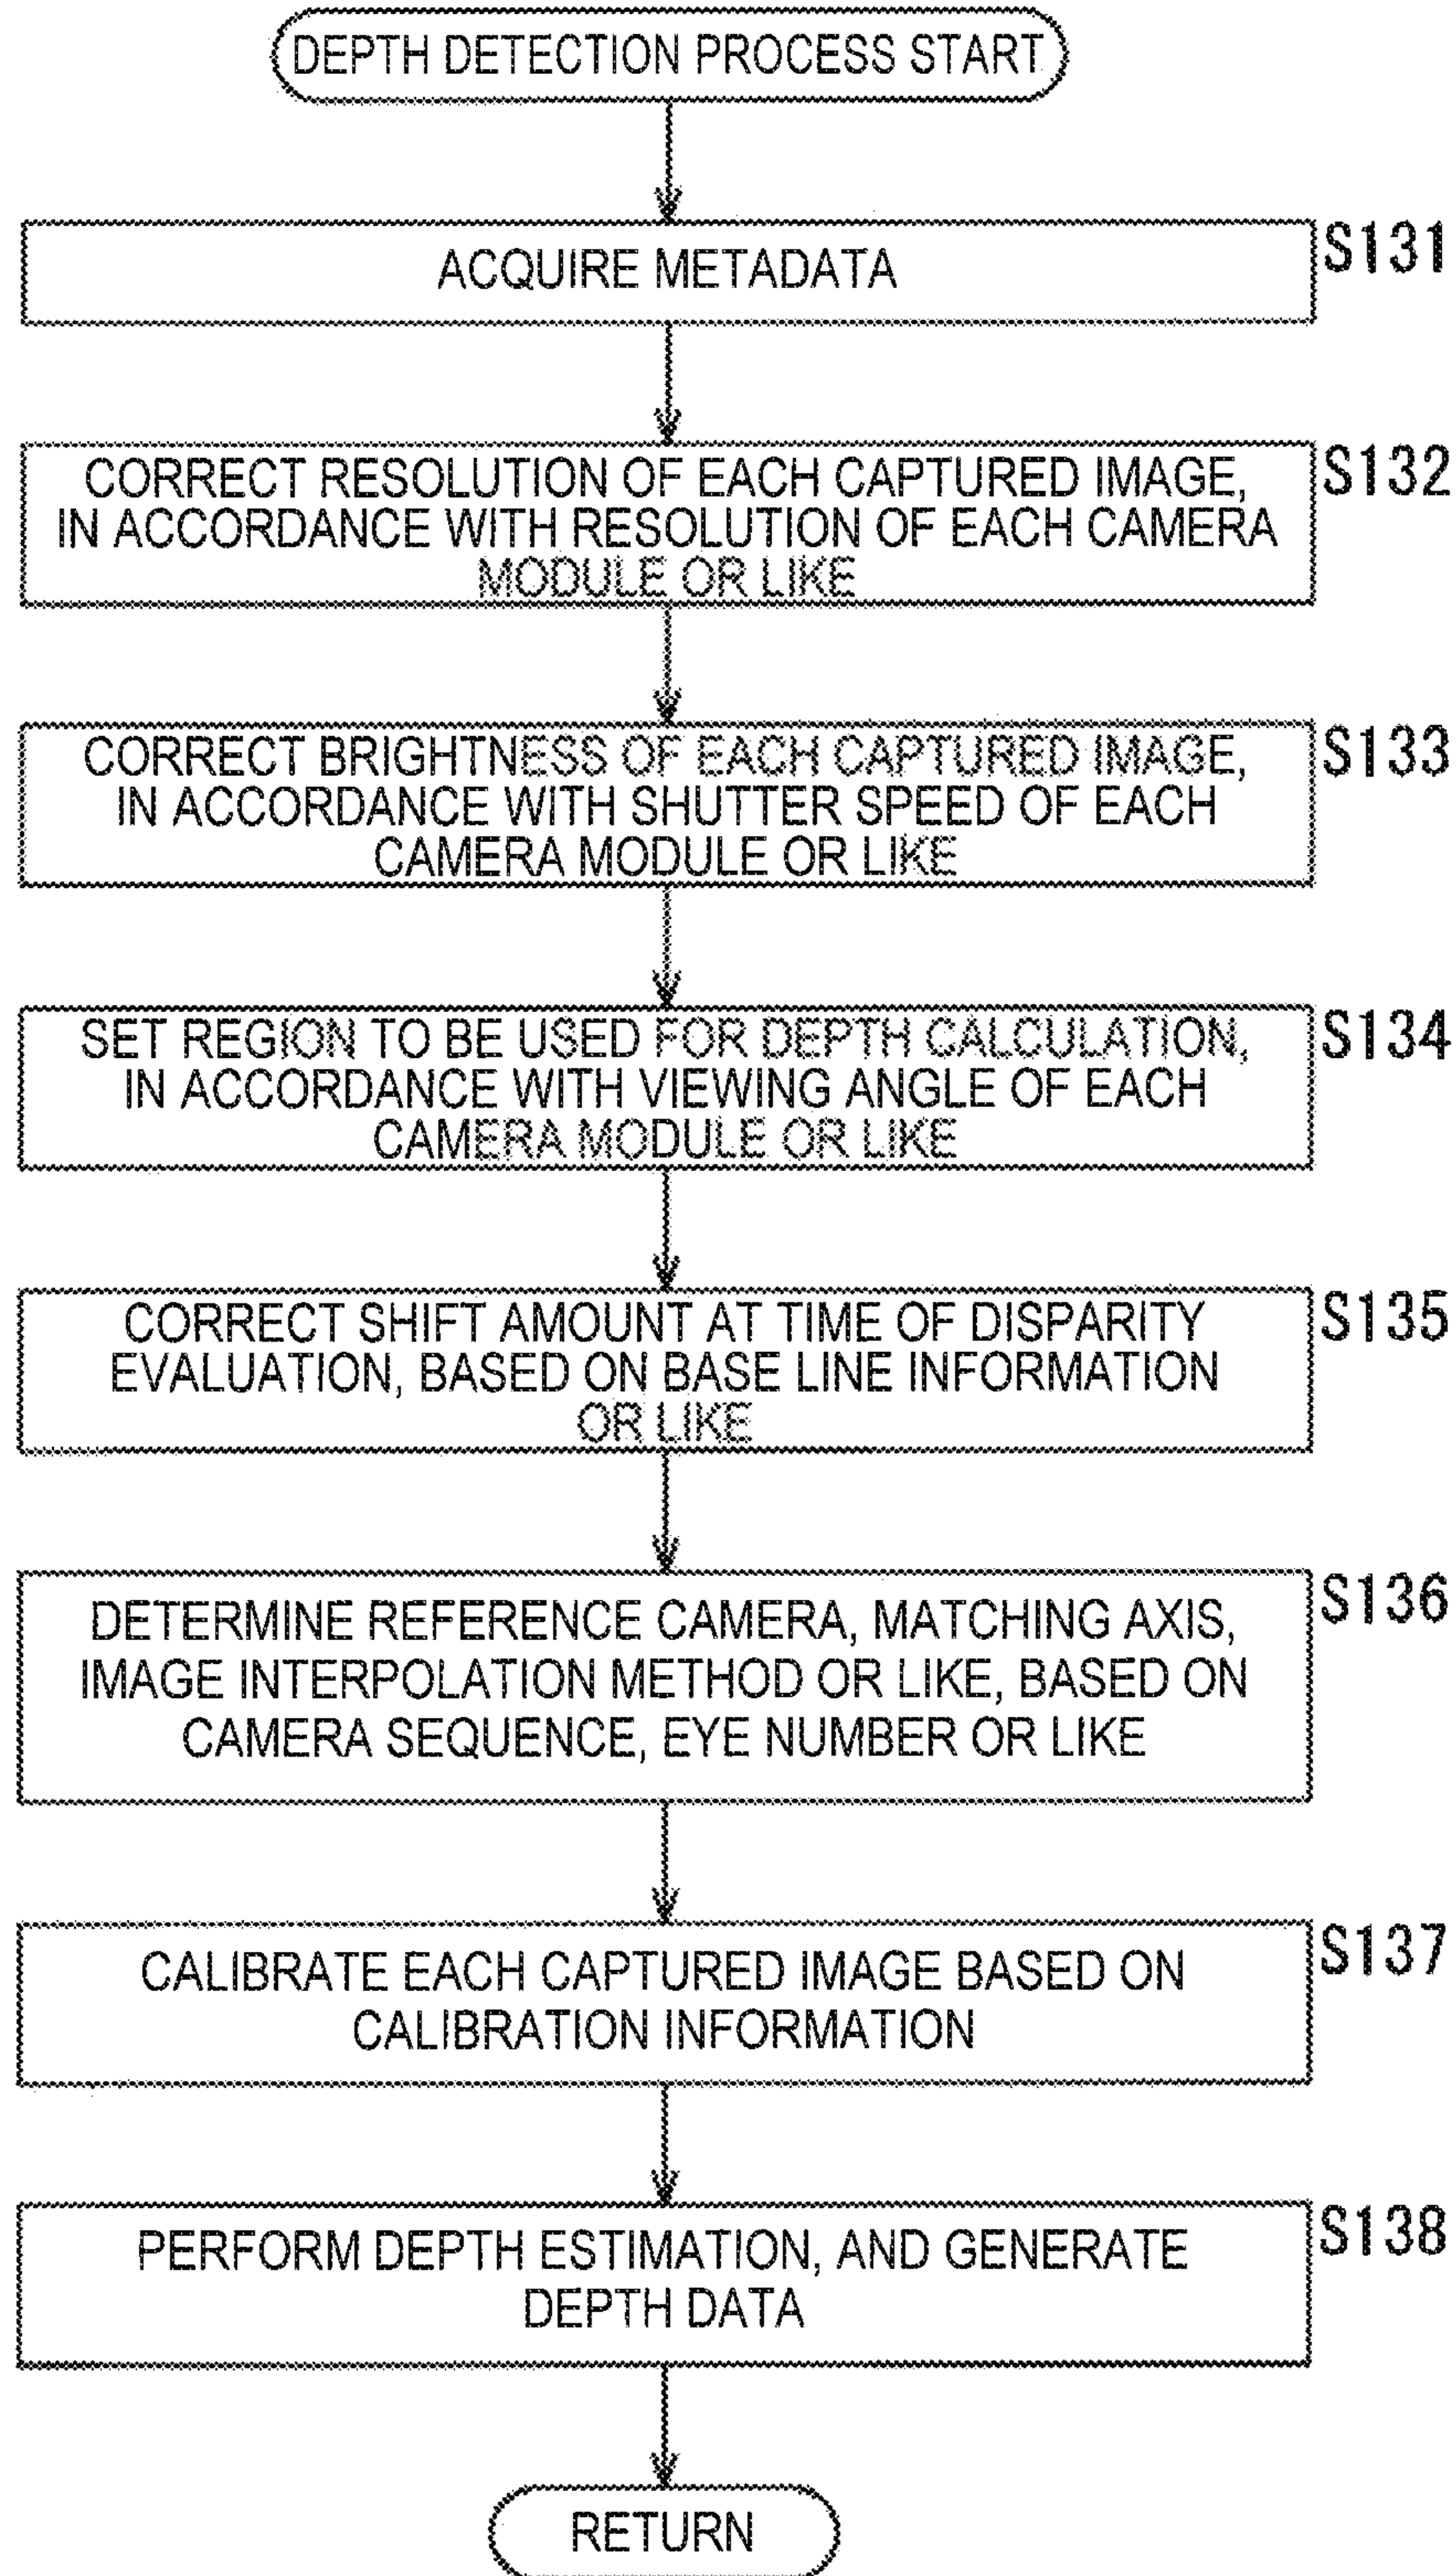 DEPTH DETECTION PROCESS START
ACQUIRE METADATA
S131
CORRECT RESOLUTION OF EACH CAPTURED IMAGE,
IN ACCORDANCE WITH RESOLUTION OF EACH CAMERA
MODULE OR LIKE
S132
CORRECT BRIGHTNESS OF EACH CAPTURED IMAGE,
IN ACCORDANCE WITH SHUTTER SPEED OF EACH
CAMERA MODULE OR LIKE
S133
SET REGION TO BE USED FOR DEPTH CALCULATION,
IN ACCORDANCE WITH VIEWING ANGLE OF EACH
CAMERA MODULE OR LIKE
S134
CORRECT SHIFT AMOUNT AT TIME OF DISPARITY
EVALUATION, BASED ON BASE LINE INFORMATION
OR LIKE
S135
DETERMINE REFERENCE CAMERA, MATCHING AXIS,
IMAGE INTERPOLATION METHOD OR LIKE, BASED ON
CAMERA SEQUENCE, EYE NUMBER OR LIKE
S136
CALIBRATE EACH CAPTURED IMAGE BASED ON
CALIBRATION INFORMATION
S137
PERFORM DEPTH ESTIMATION, AND GENERATE
DEPTH DATA
S138
RETURN